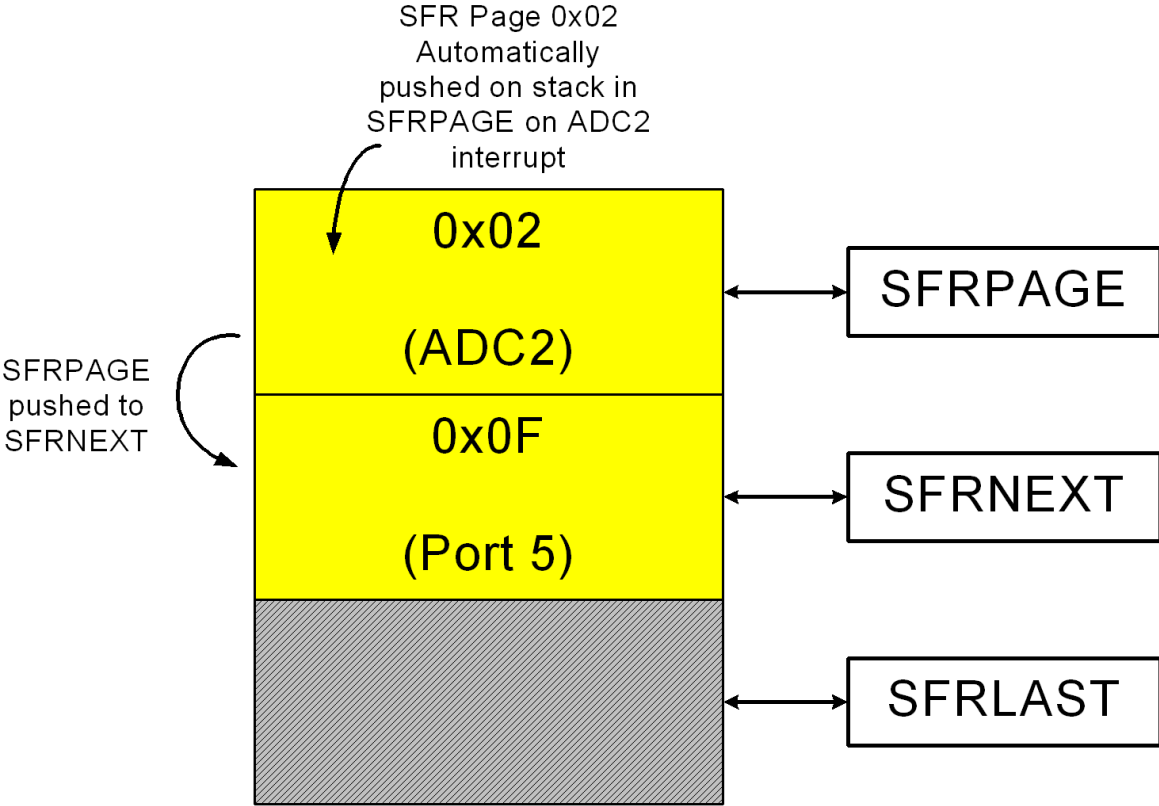 SFR Page 0x02
Automatically
pushed on stack in
SFRPAGE on ADC2
interrupt
0x02
(ADC2)
SFRPAGE
SFRPAGE
pushed to
SFRNEXT
0x0F
(Port 5)
SFRNEXT
SFRLAST